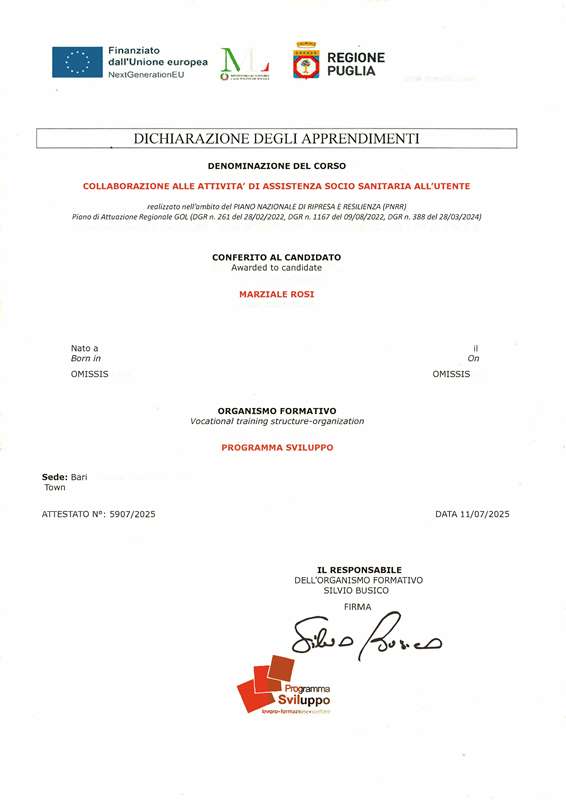 Finanziato
dall'Unione europea
NextGenerationEU
REGIONE
PUGLIA
DICHIARAZIONE DEGLI APPRENDIMENTI
DENOMINAZIONE DEL CORSO
COLLABORAZIONE ALLE ATTIVITA' DI ASSISTENZA SOCIO SANITARIA ALL'UTENTE
realizzato nell'ambito del PIANO NAZIONALE DI RIPRESA E RESILIENZA (PNRR)
Piano di Attuazione Regionale GOL (DGR n. 261 del 28/02/2022, DGR n. 1167 del 09/08/2022, DGR n. 388 del 28/03/2024)
CONFERITO AL CANDIDATO
Awarded to candidate
MARZIALE ROSI
Nato a il
Born in On
OMISSIS OMISSIS
ORGANISMO FORMATIVO
Vocational training structure-organization
PROGRAMMA SVILUPPO
Sede: Bari
Town
ATTESTATO N°: 5907/2025 DATA 11/07/2025
IL RESPONSABILE
DELL'ORGANISMO FORMATIVO
SILVIO BUSICO
FIRMA
Silvio Busico
Programma
Sviluppo